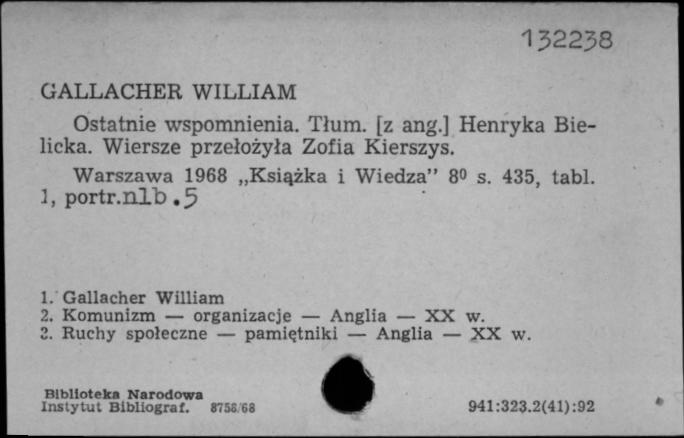 132238
GALLACHER WILLIAM
Ostatnie wspomnienia. Tłum. [z ang.] Henryka Bie-
licka. Wiersze przełożyła Zofia Kierszys.
Warszawa 1968 „Książka i Wiedza” 8⁰ s. 435, tabl.
1, portr.nlb.5
1. Gallacher William
2. Komunizm — organizacje — Anglia — XX w.
3. Ruchy społeczne — pamiętniki — Anglia — XX w.
Biblioteka Narodowa
Instytut Bibliograf. 8758/68 941:323.2(41):92